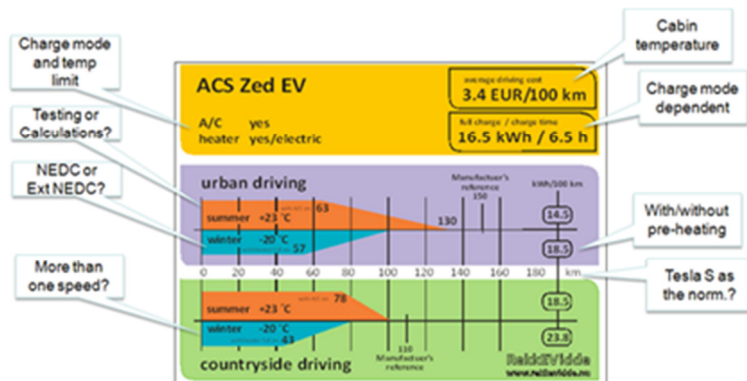 Charge mode
and temp
limit
Testing or
Calculations?
NEDC or
Ext NEDC?
More than
one speed?
ACS Zed EV
A/C yes
heater yes/electric
average driving cost
3.4 EUR/100 km
full charge / charge time
16.5 kWh / 6.5 h
Cabin
temperature
Charge mode
dependent
With/without
pre-heating
Tesla S as
the norm.?
urban driving
Manufacturer's
reference
150
kWh/100 km
63
summer +23 °C
130
14.5
winter -20 °C
57
18.5
0 20 40 60 80 100 120 140 160 180 km
78
summer +23 °C
18.5
winter -20 °C
43
23.8
110
Manufacturer's
reference
countryside driving
RekkEVidde
www.rekkevidde.no